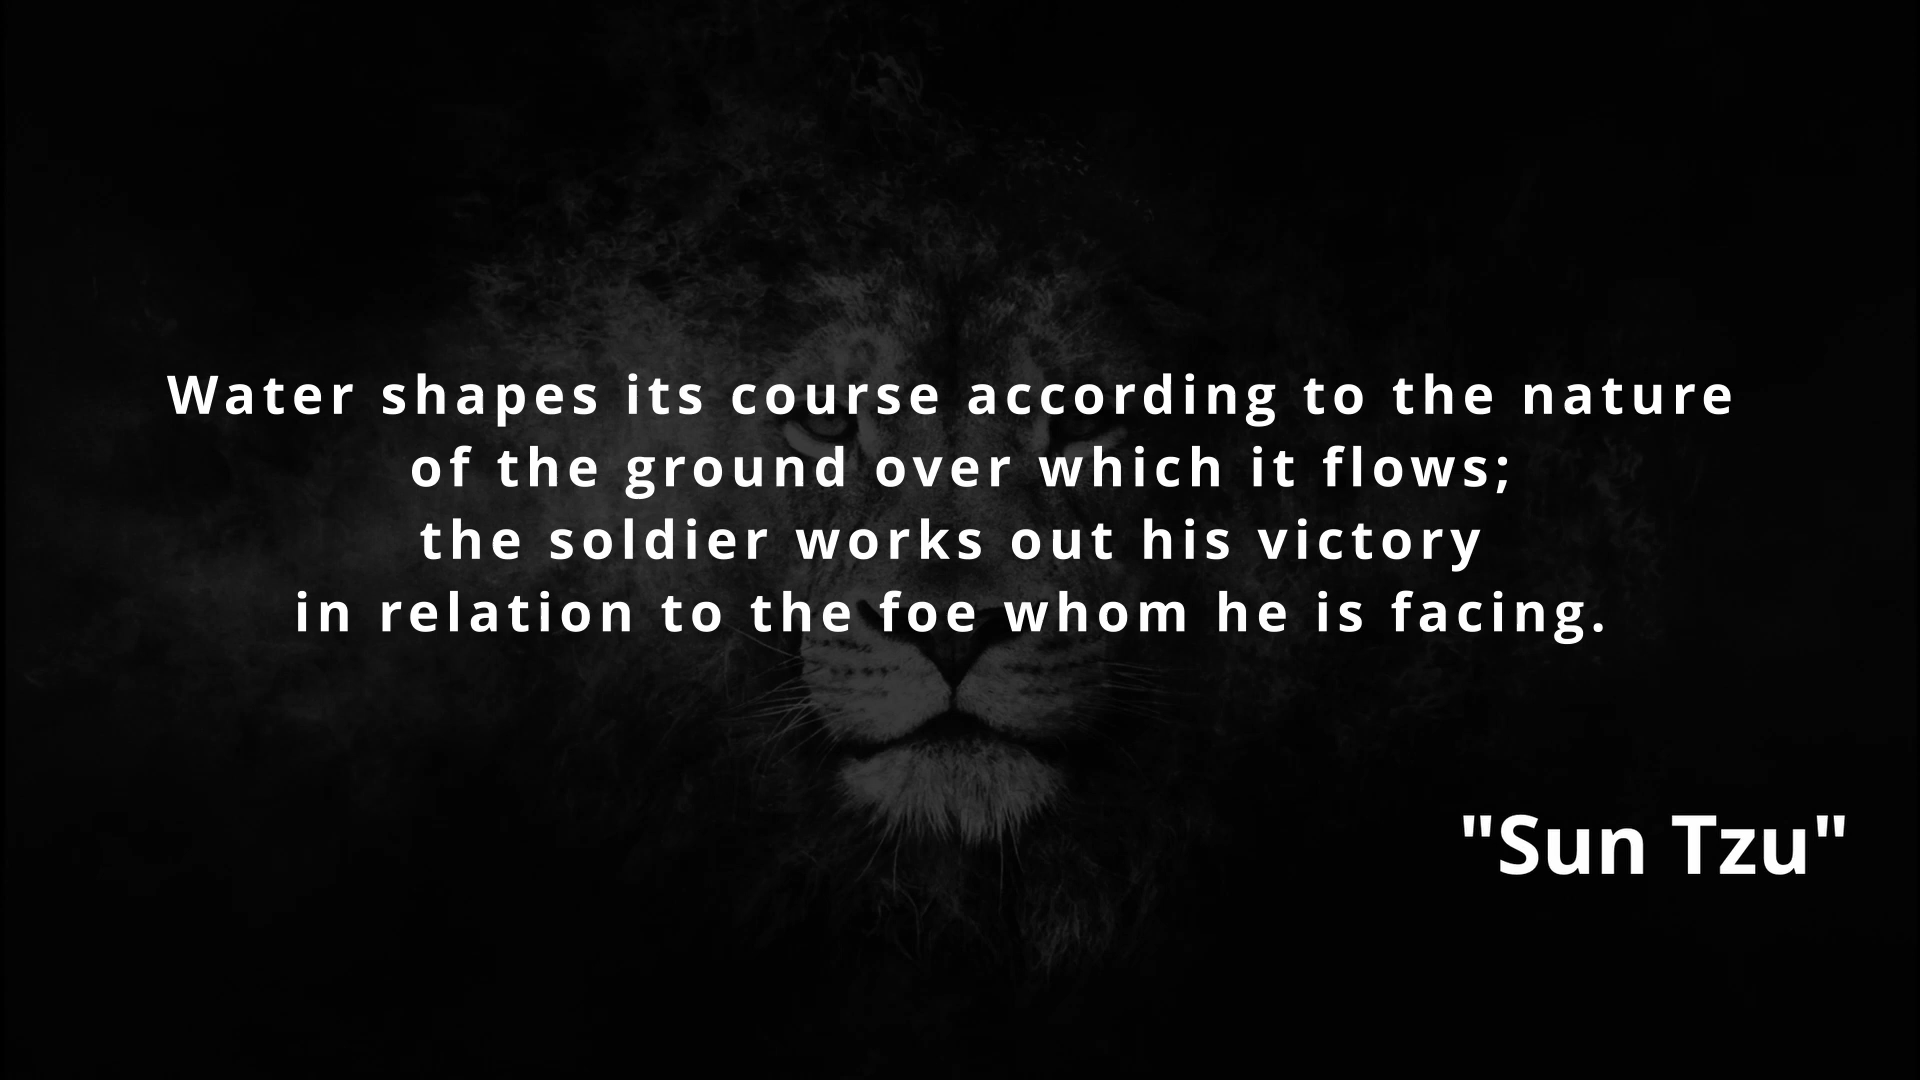 Water shapes its course according to the nature
of the ground over which it flows;
the soldier works out his victory
in relation to the foe whom he is facing.
"Sun Tzu"